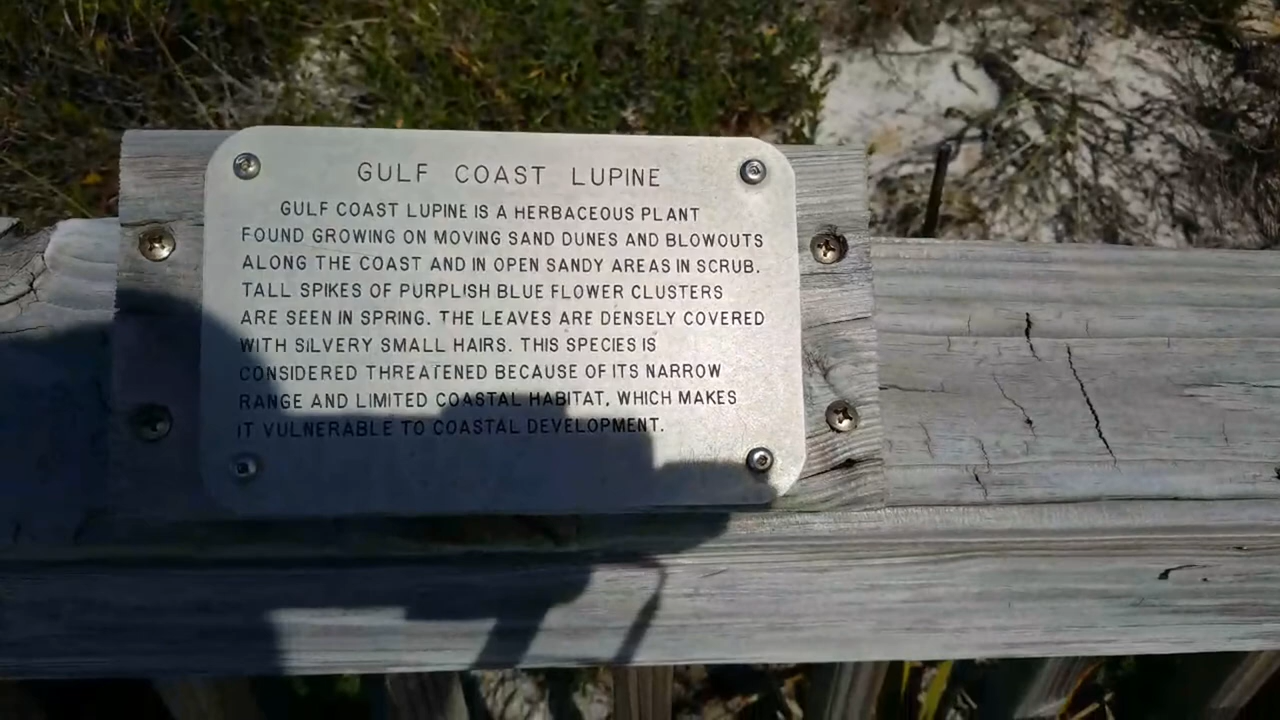 GULF COAST LUPINE
GULF COAST LUPINE IS A HERBACEOUS PLANT
FOUND GROWING ON MOVING SAND DUNES AND BLOWOUTS
ALONG THE COAST AND IN OPEN SANDY AREAS IN SCRUB.
TALL SPIKES OF PURPLISH BLUE FLOWER CLUSTERS
ARE SEEN IN SPRING. THE LEAVES ARE DENSELY COVERED
WITH SILVERY SMALL HAIRS. THIS SPECIES IS
CONSIDERED THREATENED BECAUSE OF ITS NARROW
RANGE AND LIMITED COASTAL HABITAT, WHICH MAKES
IT VULNERABLE TO COASTAL DEVELOPMENT.